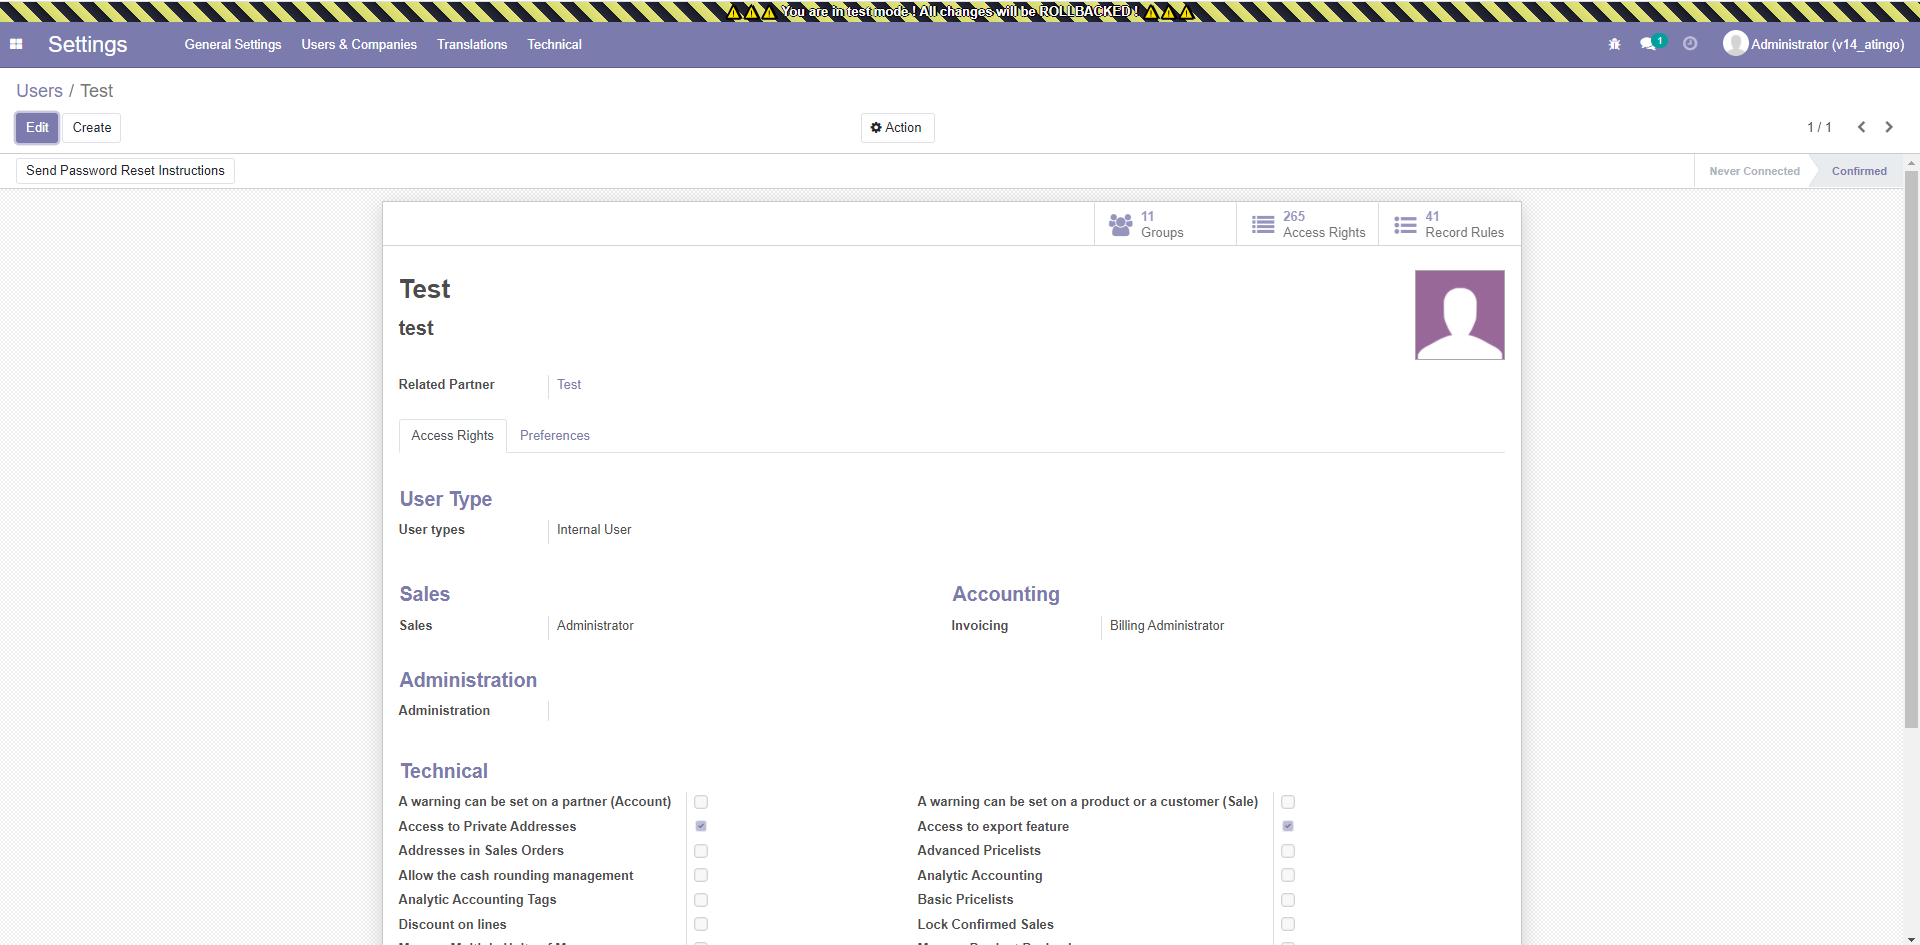 You are in test mode ! All changes will be ROLLBACKED !
Settings
General Settings
Users & Companies
Translations
Technical
1
Administrator (v14_atingo)
Users / Test
Edit
Create
Action
1 / 1
Send Password Reset Instructions
Never Connected
Confirmed
11
Groups
265
Access Rights
41
Record Rules
Test
test
Related Partner
Test
Access Rights
Preferences
User Type
User types
Internal User
Sales
Accounting
Sales
Administrator
Invoicing
Billing Administrator
Administration
Administration
Technical
A warning can be set on a partner (Account)
A warning can be set on a product or a customer (Sale)
Access to Private Addresses
Access to export feature
Addresses in Sales Orders
Advanced Pricelists
Allow the cash rounding management
Analytic Accounting
Analytic Accounting Tags
Basic Pricelists
Discount on lines
Lock Confirmed Sales